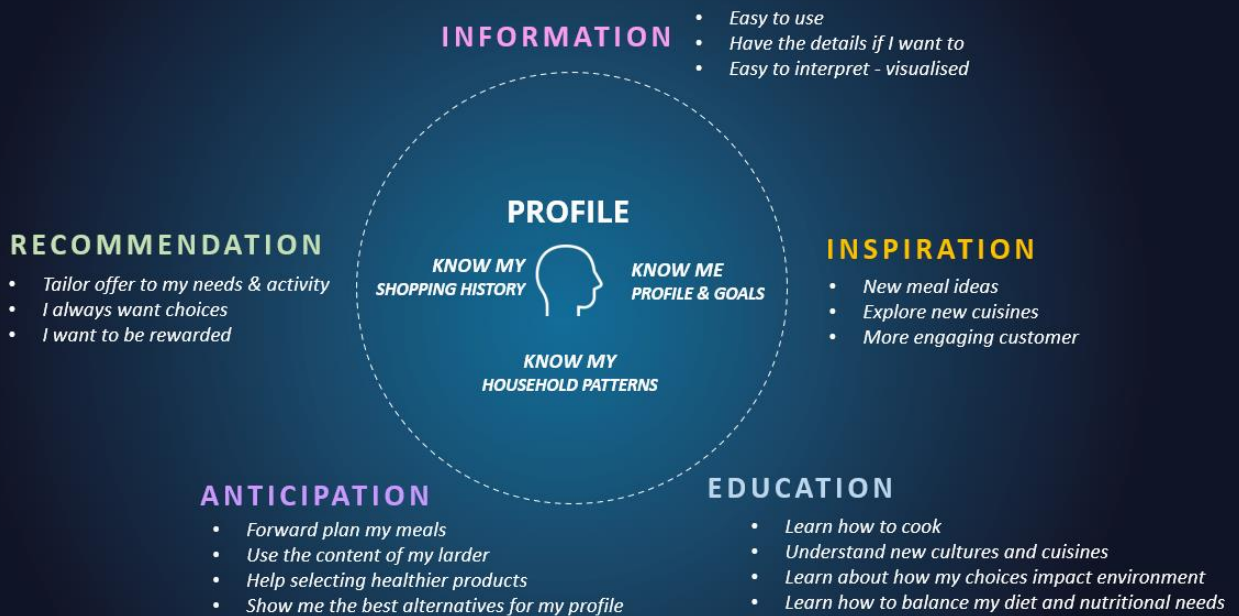 INFORMATION
• Easy to use
• Have the details if I want to
• Easy to interpret - visualised
PROFILE
KNOW MY
SHOPPING HISTORY
KNOW ME
PROFILE & GOALS
KNOW MY
HOUSEHOLD PATTERNS
RECOMMENDATION
• Tailor offer to my needs & activity
• I always want choices
• I want to be rewarded
INSPIRATION
• New meal ideas
• Explore new cuisines
• More engaging customer
ANTICIPATION
• Forward plan my meals
• Use the content of my larder
• Help selecting healthier products
• Show me the best alternatives for my profile
EDUCATION
• Learn how to cook
• Understand new cultures and cuisines
• Learn about how my choices impact environment
• Learn how to balance my diet and nutritional needs